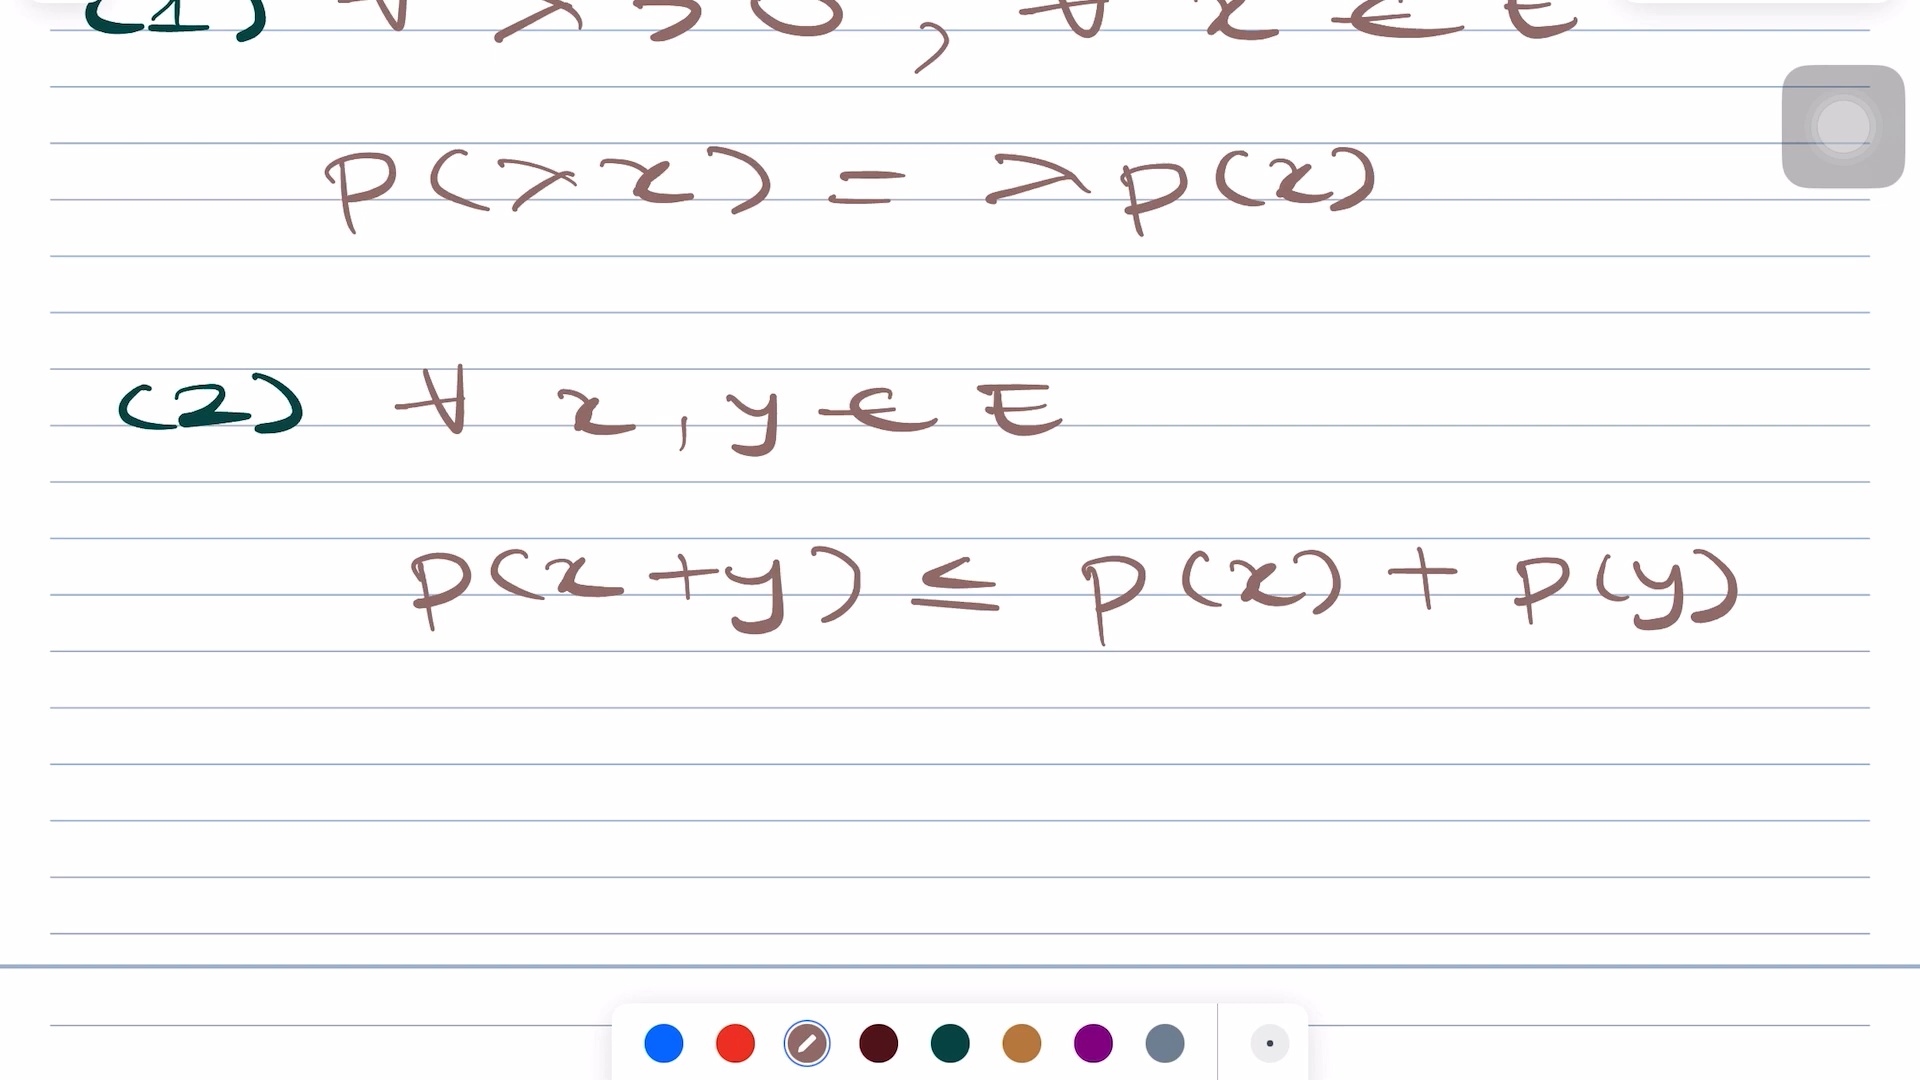 (1) ∀ λ > 0 , ∀ x ∈ E
p(λx) = λp(x)
(2) ∀ x, y ∈ E
p(x+y) ≤ p(x) + p(y)